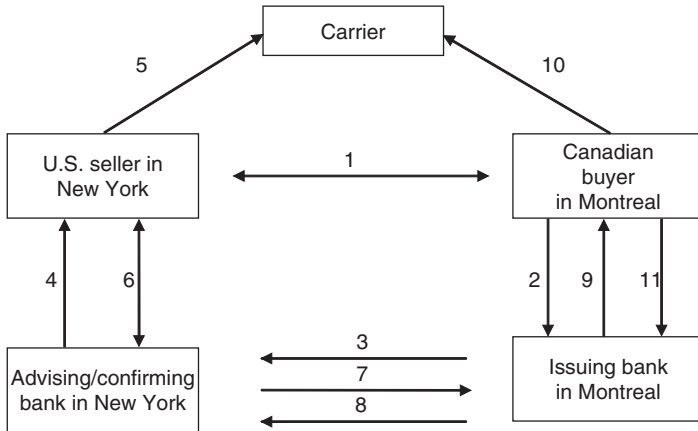 Carrier
5
10
U.S. seller in
New York
1
Canadian
buyer
in Montreal
4
6
2
9
11
3
Advising/confirming
bank in New York
7
8
Issuing bank
in Montreal